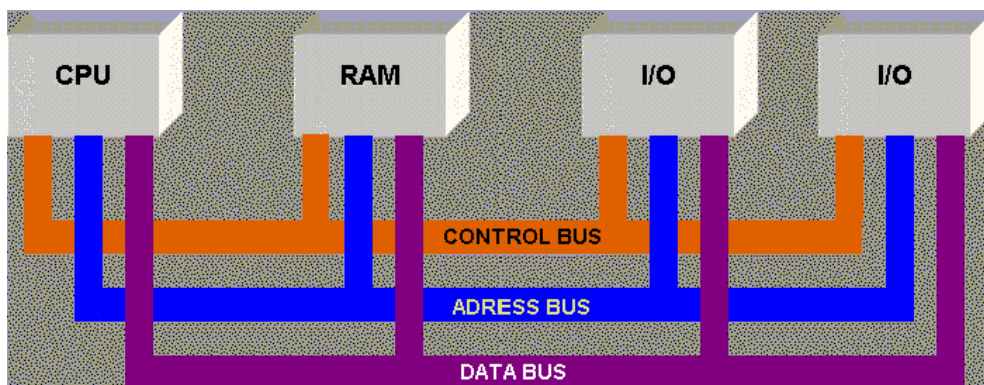 CPU
RAM
I/O
I/O
CONTROL BUS
ADRESS BUS
DATA BUS